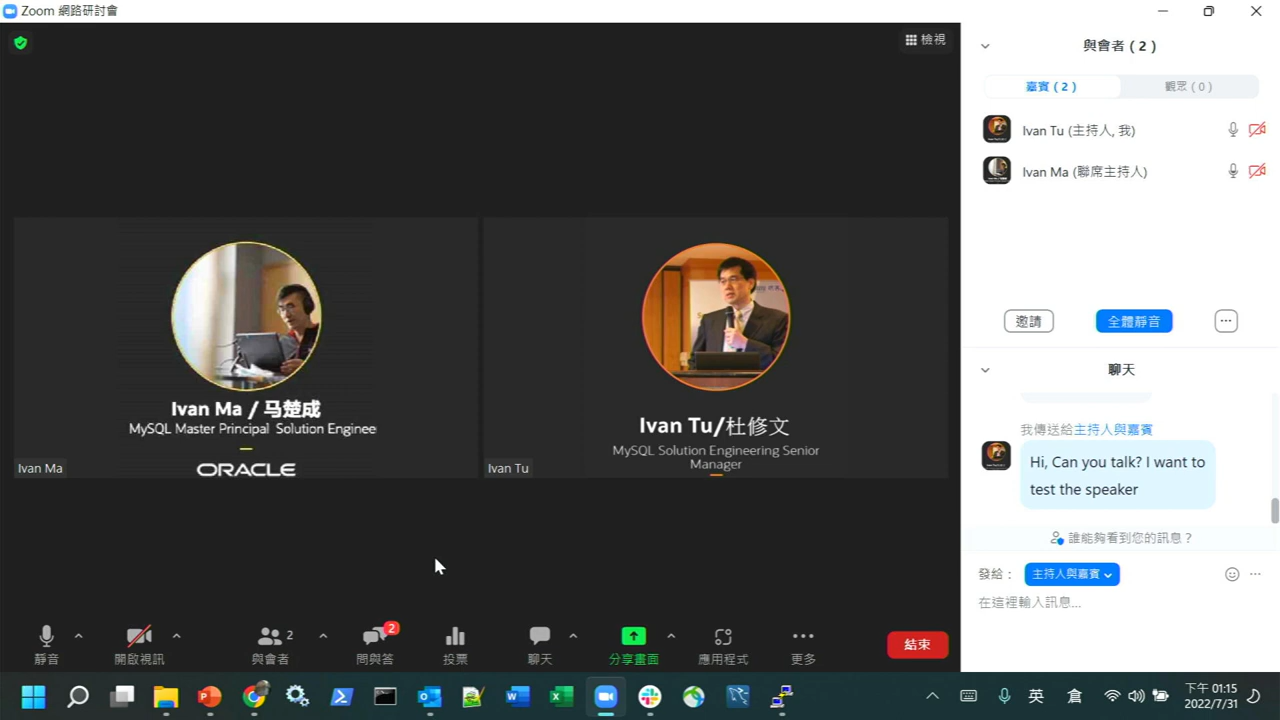 Zoom 網路研討會
檢視
Ivan Ma / 马楚成
MySQL Master Principal Solution Enginee
ORACLE
Ivan Ma
Ivan Tu/杜修文
MySQL Solution Engineering Senior
Manager
Ivan Tu
與會者 ( 2 )
嘉賓 ( 2 )
觀眾 ( 0 )
Ivan Tu (主持人, 我)
Ivan Ma (聯席主持人)
邀請
全體靜音
聊天
我傳送給主持人與嘉賓
Hi, Can you talk? I want to
test the speaker
誰能夠看到您的訊息？
發給：
主持人與嘉賓
在這裡輸入訊息...
靜音
開啟視訊
2
與會者
2
問與答
投票
聊天
分享畫面
應用程式
更多
結束
英
倉
下午 01:15
2022/7/31